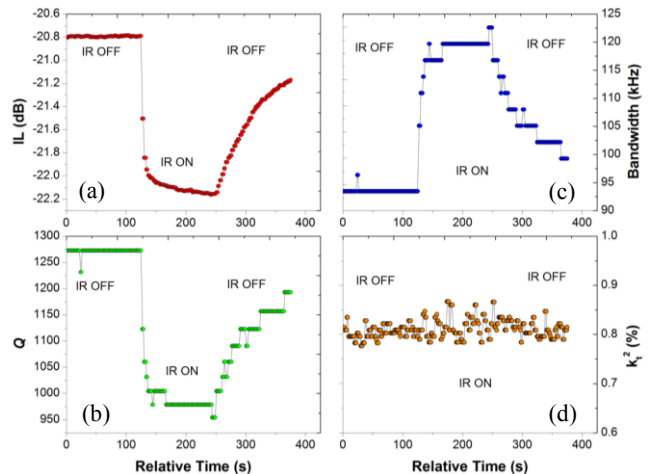 -20.8
-21.0
-21.2
-21.4
-21.6
-21.8
-22.0
-22.2
IL (dB)
IR OFF
IR OFF
IR ON
(a)
0 100 200 300 400
125
120
115
110
105
100
95
90
Bandwidth (kHz)
IR OFF
IR OFF
IR ON
(c)
0 100 200 300 400
1300
1250
1200
1150
1100
1050
1000
950
Q
IR OFF
IR OFF
IR ON
(b)
0 100 200 300 400
Relative Time (s)
1.0
0.9
0.8
0.7
0.6
kt² (%)
IR OFF
IR OFF
IR ON
(d)
0 100 200 300 400
Relative Time (s)